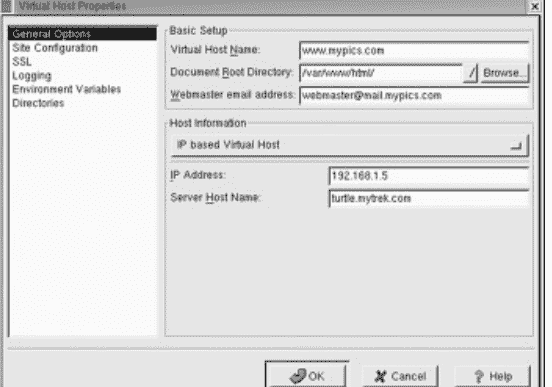 Virtual Host Properties
General Options
Site Configuration
SSL
Logging
Environment Variables
Directories
Basic Setup
Virtual Host Name: www.mypics.com
Document Root Directory: /var/www/html/ / Browse...
Webmaster email address: webmaster@mail.mypics.com
Host Information
IP based Virtual Host
IP Address: 192.168.1.5
Server Host Name: turtle.mytrek.com
OK Cancel Help